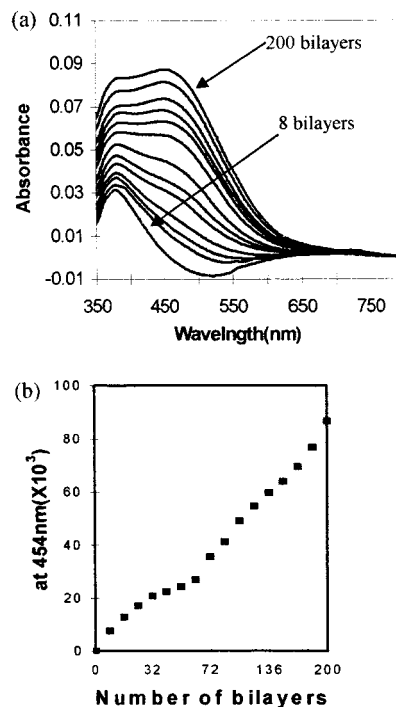 (a)
0.11
0.09
0.07
0.05
0.03
0.01
-0.01
Absorbance
200 bilayers
8 bilayers
350 450 550 650 750
Wavelngth(nm)
(b)
100
80
60
40
20
0
at 454nm(X10³)
0 32 72 136 200
Number of bilayers